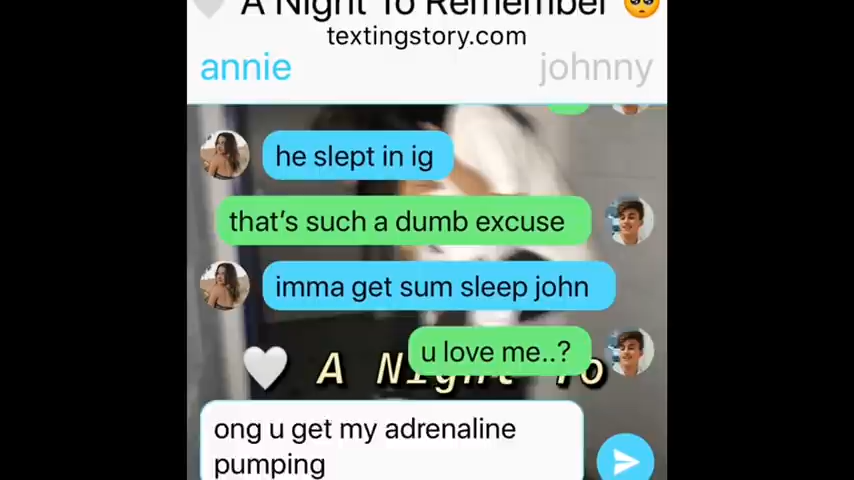 A Night To Remember 🥺
textingstory.com
annie johnny
he slept in ig
that's such a dumb excuse
imma get sum sleep john
u love me..?
🤍 A Night To
ong u get my adrenaline
pumping